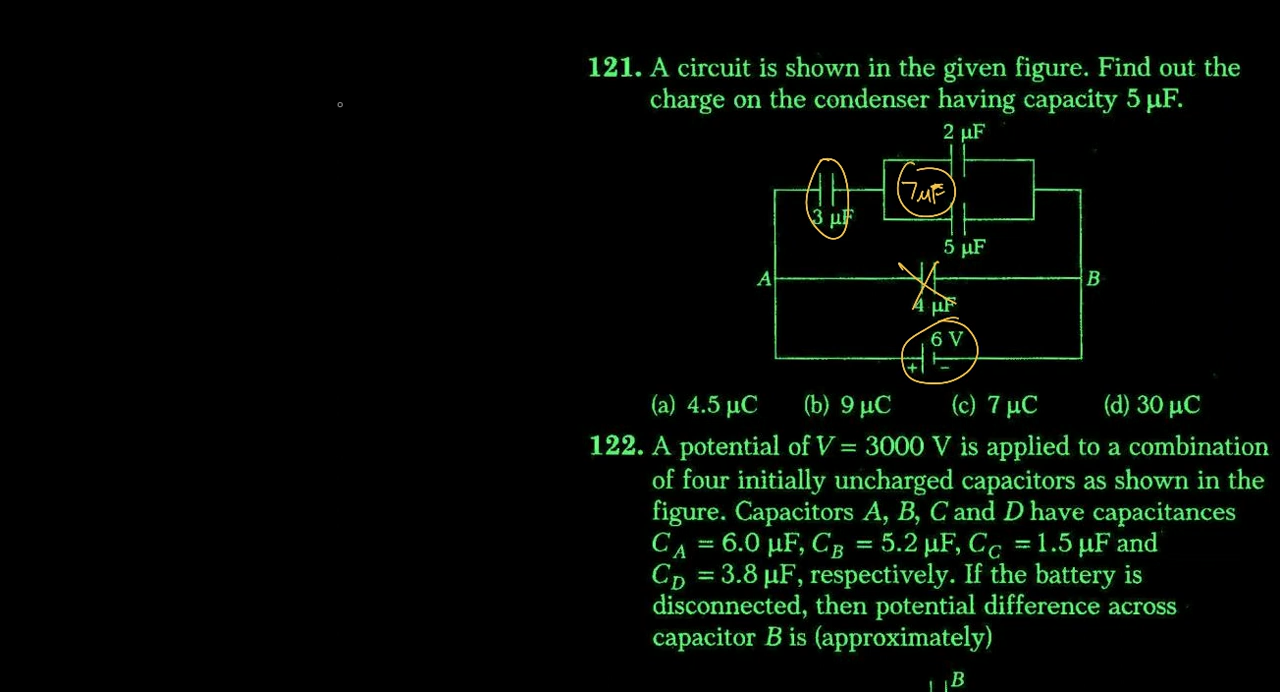 121. A circuit is shown in the given figure. Find out the
charge on the condenser having capacity 5 μF.
2 μF
7μF
3 μF
5 μF
A
B
4 μF
6 V
+ −
(a) 4.5 μC (b) 9 μC (c) 7 μC (d) 30 μC
122. A potential of V = 3000 V is applied to a combination
of four initially uncharged capacitors as shown in the
figure. Capacitors A, B, C and D have capacitances
C_A = 6.0 μF, C_B = 5.2 μF, C_C = 1.5 μF and
C_D = 3.8 μF, respectively. If the battery is
disconnected, then potential difference across
capacitor B is (approximately)
B